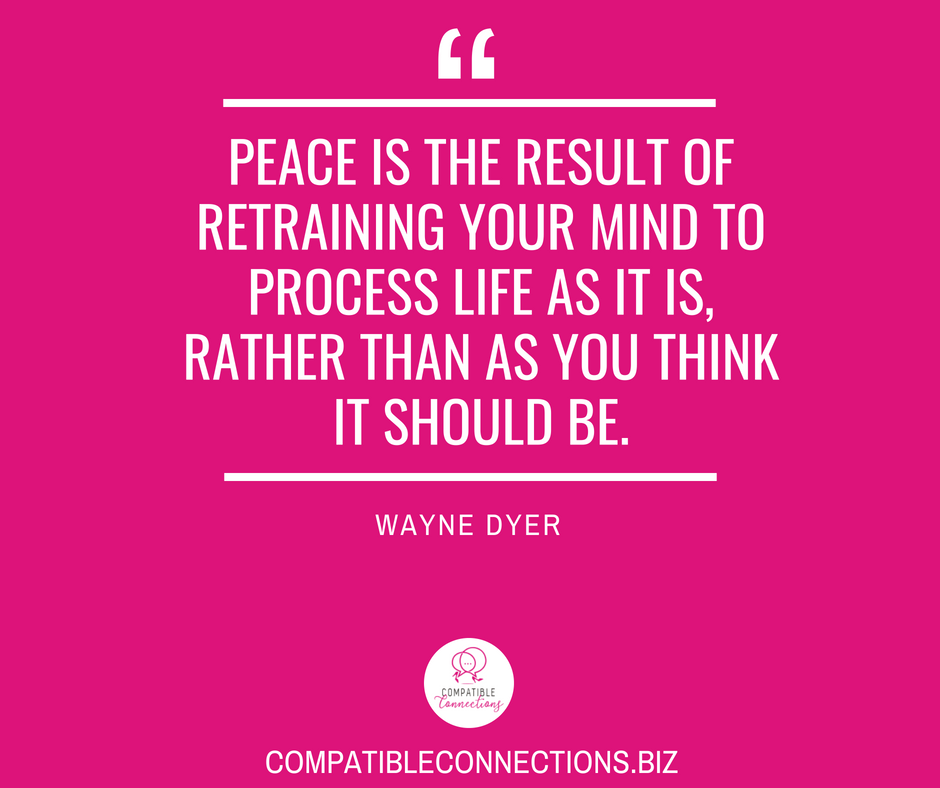 “
PEACE IS THE RESULT OF
RETRAINING YOUR MIND TO
PROCESS LIFE AS IT IS,
RATHER THAN AS YOU THINK
IT SHOULD BE.
WAYNE DYER
COMPATIBLE
Connections
COMPATIBLECONNECTIONS.BIZ